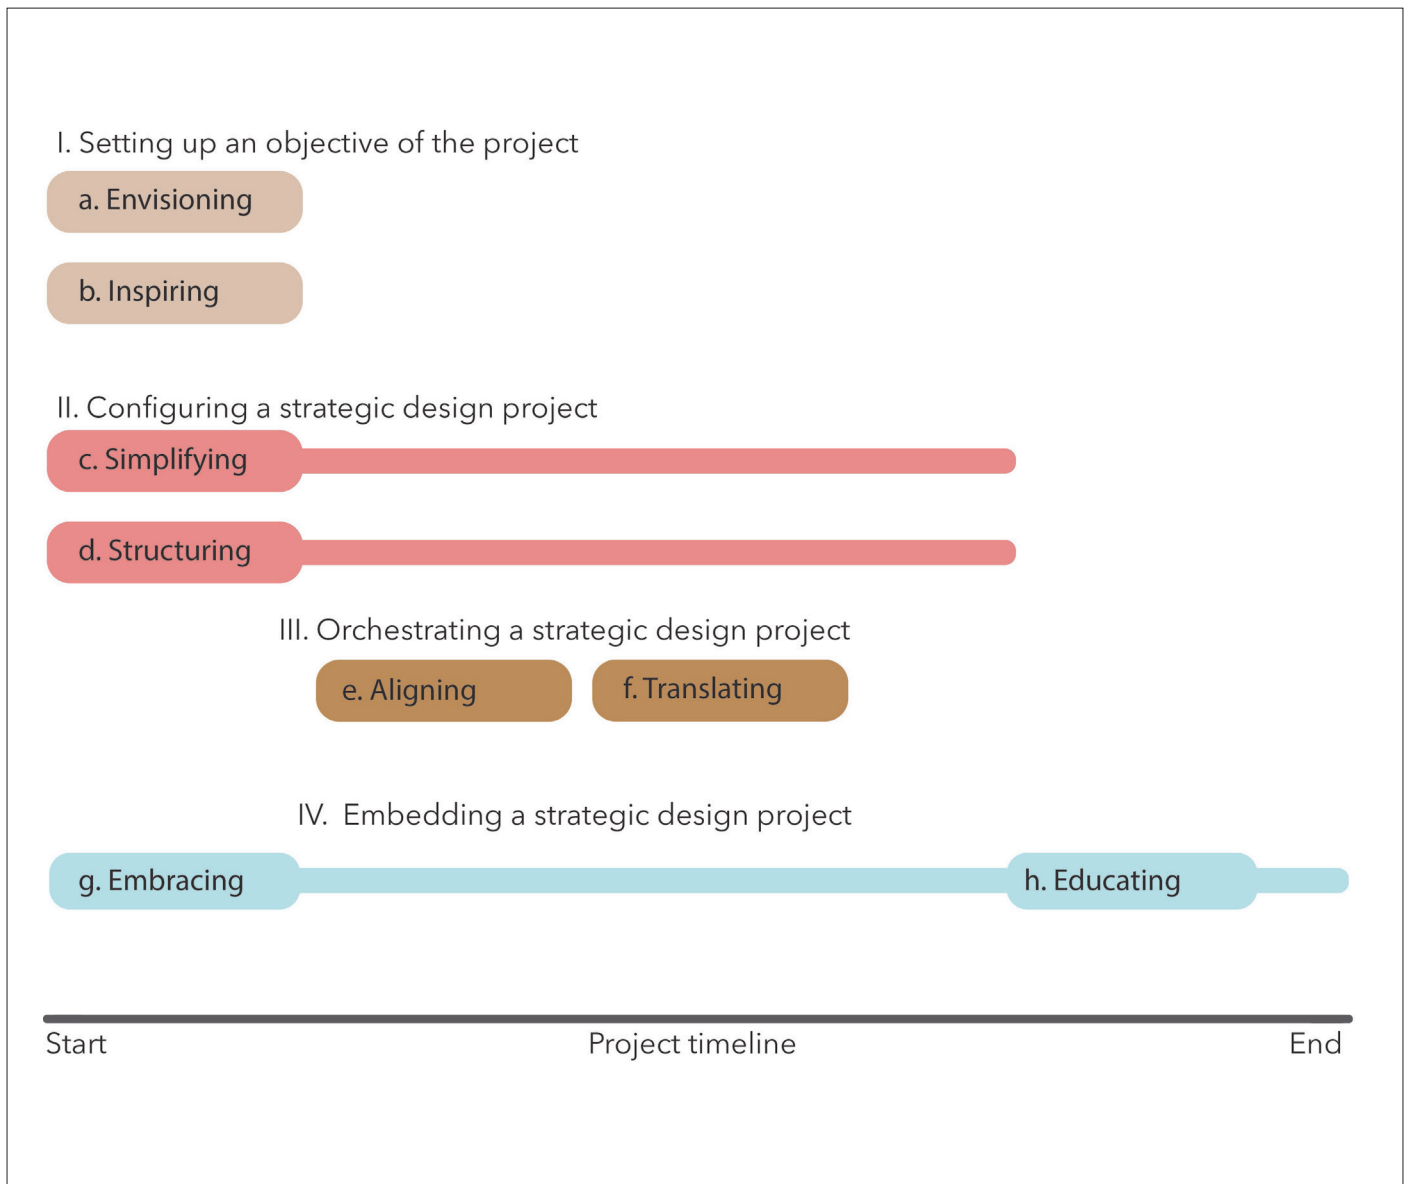 I. Setting up an objective of the project
a. Envisioning
b. Inspiring
II. Configuring a strategic design project
c. Simplifying
d. Structuring
III. Orchestrating a strategic design project
e. Aligning
f. Translating
IV. Embedding a strategic design project
g. Embracing
h. Educating
Start
Project timeline
End